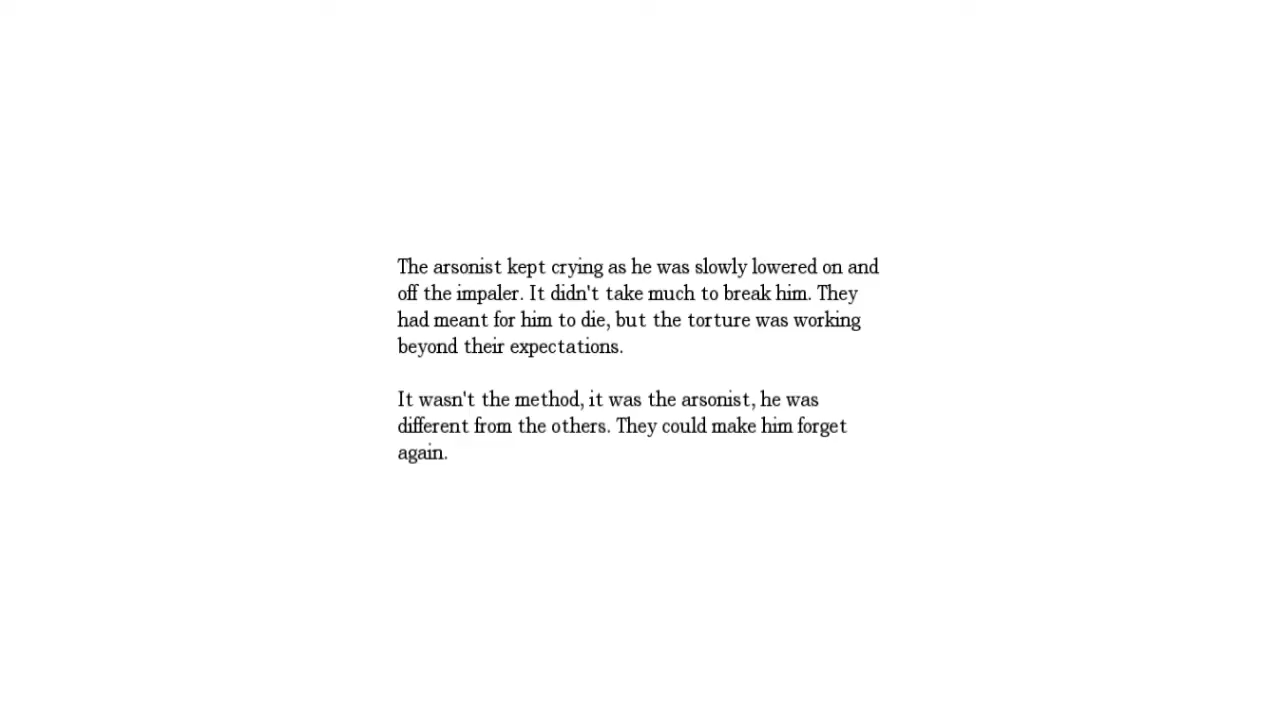 The arsonist kept crying as he was slowly lowered on and
off the impaler. It didn't take much to break him. They
had meant for him to die, but the torture was working
beyond their expectations.
It wasn't the method, it was the arsonist, he was
different from the others. They could make him forget
again.